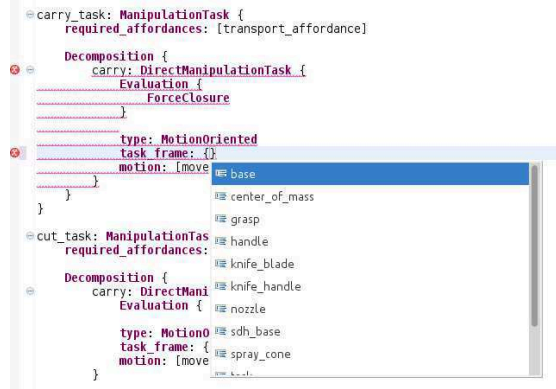 carry_task: ManipulationTask {
required_affordances: [transport_affordance]
Decomposition {
carry: DirectManipulationTask {
Evaluation {
ForceClosure
}
type: MotionOriented
task_frame: {}
motion: [move
}
}
}
base
center_of_mass
grasp
handle
knife_blade
knife_handle
nozzle
sdh_base
spray_cone
cut_task: ManipulationTas
required_affordances:
Decomposition {
carry: DirectMani
Evaluation {
type: MotionO
task_frame: {
motion: [move
}